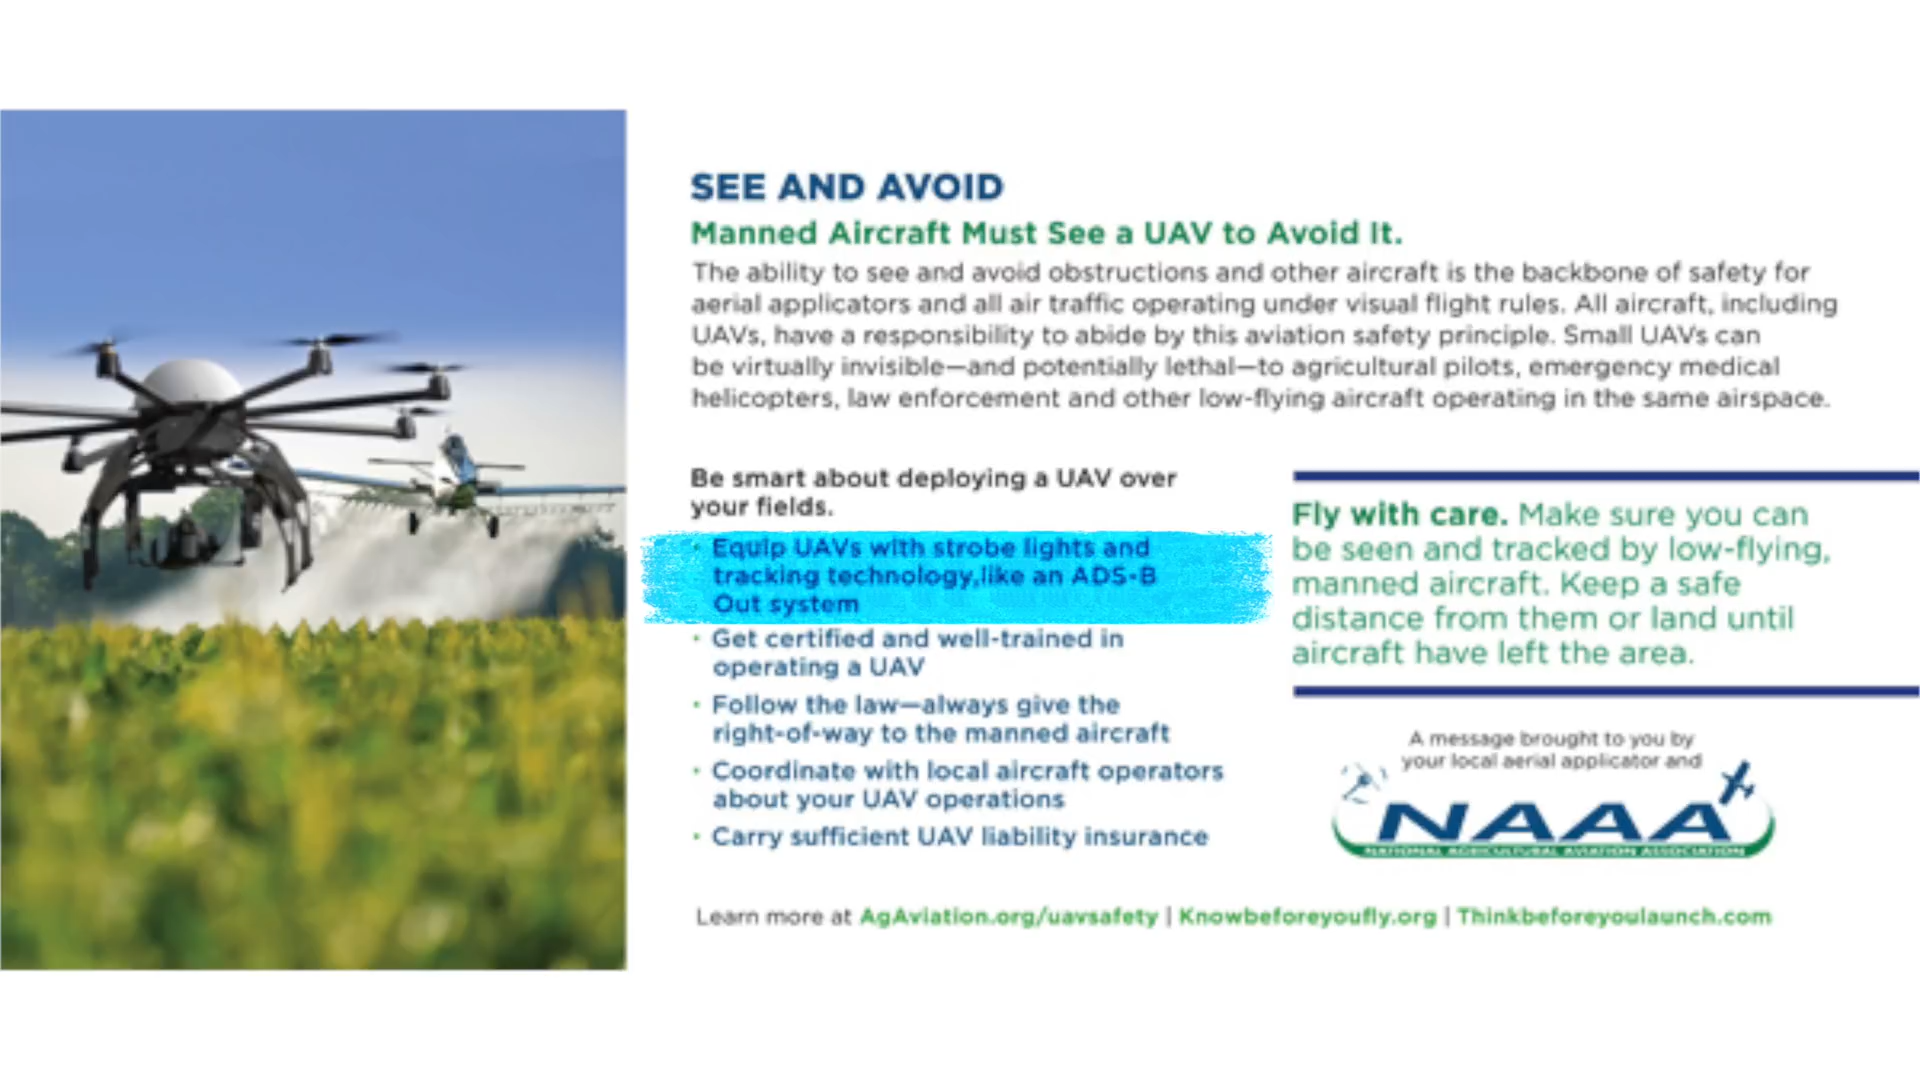 SEE AND AVOID
Manned Aircraft Must See a UAV to Avoid It.
The ability to see and avoid obstructions and other aircraft is the backbone of safety for
aerial applicators and all air traffic operating under visual flight rules. All aircraft, including
UAVs, have a responsibility to abide by this aviation safety principle. Small UAVs can
be virtually invisible—and potentially lethal—to agricultural pilots, emergency medical
helicopters, law enforcement and other low-flying aircraft operating in the same airspace.
Be smart about deploying a UAV over
your fields.
• Equip UAVs with strobe lights and
tracking technology,like an ADS-B
Out system
• Get certified and well-trained in
operating a UAV
• Follow the law—always give the
right-of-way to the manned aircraft
• Coordinate with local aircraft operators
about your UAV operations
• Carry sufficient UAV liability insurance
Fly with care. Make sure you can
be seen and tracked by low-flying,
manned aircraft. Keep a safe
distance from them or land until
aircraft have left the area.
A message brought to you by
your local aerial applicator and
NAAA
NATIONAL AGRICULTURAL AVIATION ASSOCIATION
Learn more at AgAviation.org/uavsafety | Knowbeforeyoufly.org | Thinkbeforeyoulaunch.com